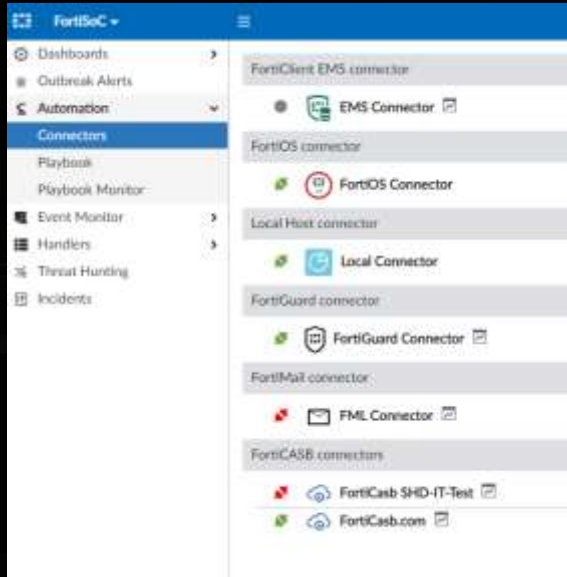 FortiSoC
Dashboards
Outbreak Alerts
Automation
Connectors
Playbook
Playbook Monitor
Event Monitor
Handlers
Threat Hunting
Incidents
FortiClient EMS connector
EMS Connector
FortiOS connector
FortiOS Connector
Local Host connector
Local Connector
FortiGuard connector
FortiGuard Connector
FortiMail connector
FML Connector
FortiCASB connectors
FortiCasb SHD-IT-Test
FortiCasb.com